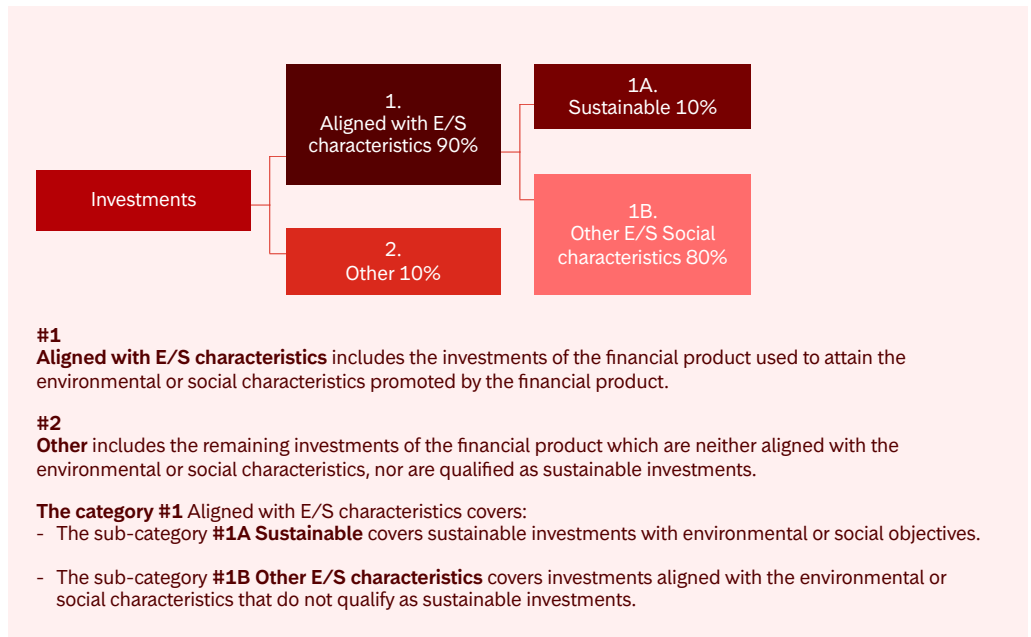 Investments
1.
Aligned with E/S
characteristics 90%
2.
Other 10%
1A.
Sustainable 10%
1B.
Other E/S Social
characteristics 80%
#1
Aligned with E/S characteristics includes the investments of the financial product used to attain the
environmental or social characteristics promoted by the financial product.
#2
Other includes the remaining investments of the financial product which are neither aligned with the
environmental or social characteristics, nor are qualified as sustainable investments.
The category #1 Aligned with E/S characteristics covers:
- The sub-category #1A Sustainable covers sustainable investments with environmental or social objectives.
- The sub-category #1B Other E/S characteristics covers investments aligned with the environmental or
social characteristics that do not qualify as sustainable investments.